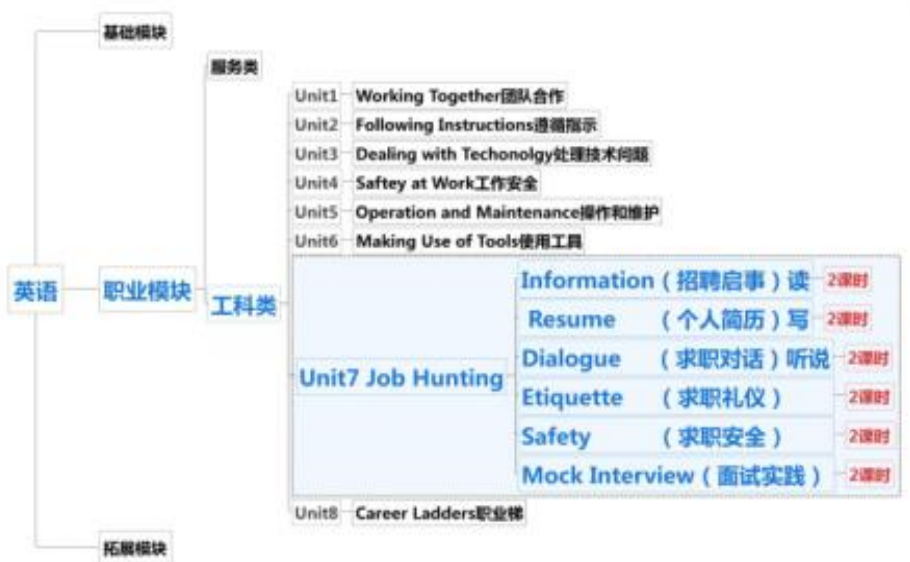 基础模块
服务类
Unit1 Working Together团队合作
Unit2 Following Instructions遵循指示
Unit3 Dealing with Techonolgy处理技术问题
Unit4 Saftey at Work工作安全
Unit5 Operation and Maintenance操作和维护
Unit6 Making Use of Tools使用工具
英语
职业模块
工科类
Unit7 Job Hunting
Information（招聘启事）读 2课时
Resume （个人简历）写 2课时
Dialogue （求职对话）听说 2课时
Etiquette （求职礼仪） 2课时
Safety （求职安全） 2课时
Mock Interview（面试实践） 2课时
Unit8 Career Ladders职业梯
拓展模块